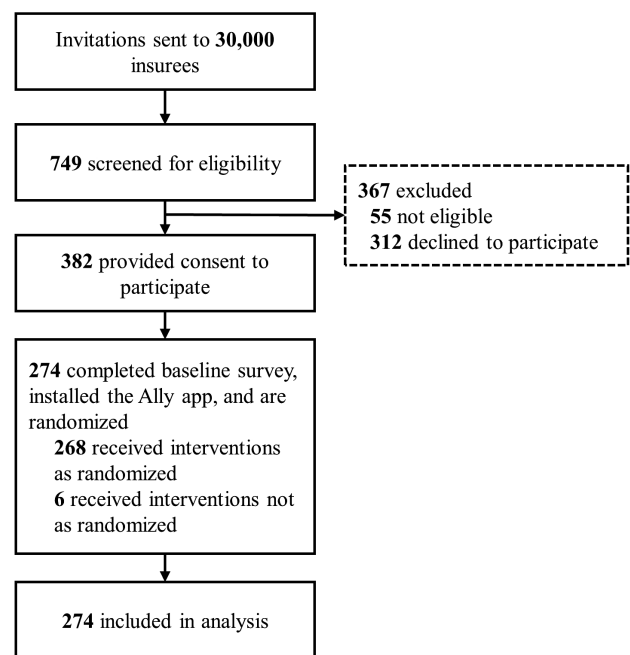 Invitations sent to 30,000
insurees
749 screened for eligibility
367 excluded
55 not eligible
312 declined to participate
382 provided consent to
participate
274 completed baseline survey,
installed the Ally app, and are
randomized
268 received interventions
as randomized
6 received interventions not
as randomized
274 included in analysis